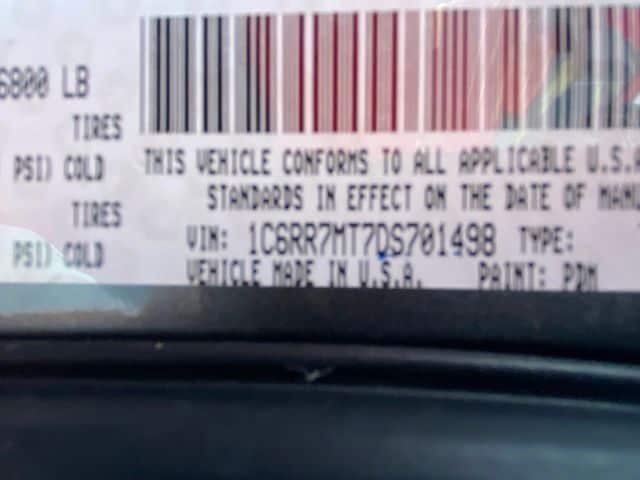 6800 LB
TIRES
PSI) COLD
THIS VEHICLE CONFORMS TO ALL APPLICABLE U.S.A
STANDARDS IN EFFECT ON THE DATE OF MANU
TIRES
VIN: 1C6RR7MT7DS701498 TYPE:
PSI) COLD
VEHICLE MADE IN U.S.A. PAINT: PDM